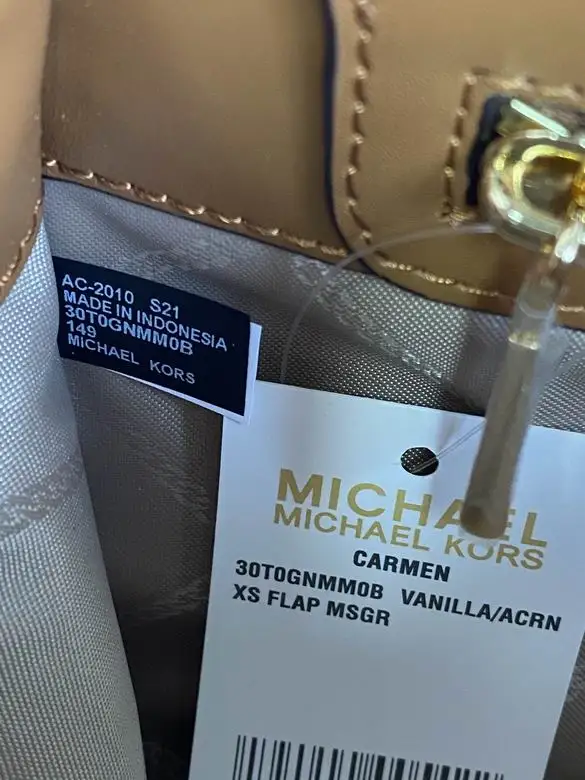 AC-2010 S21
MADE IN INDONESIA
30T0GNMM0B
149
MICHAEL KORS
MICHAEL
MICHAEL KORS
CARMEN
30T0GNMM0B VANILLA/ACRN
XS FLAP MSGR